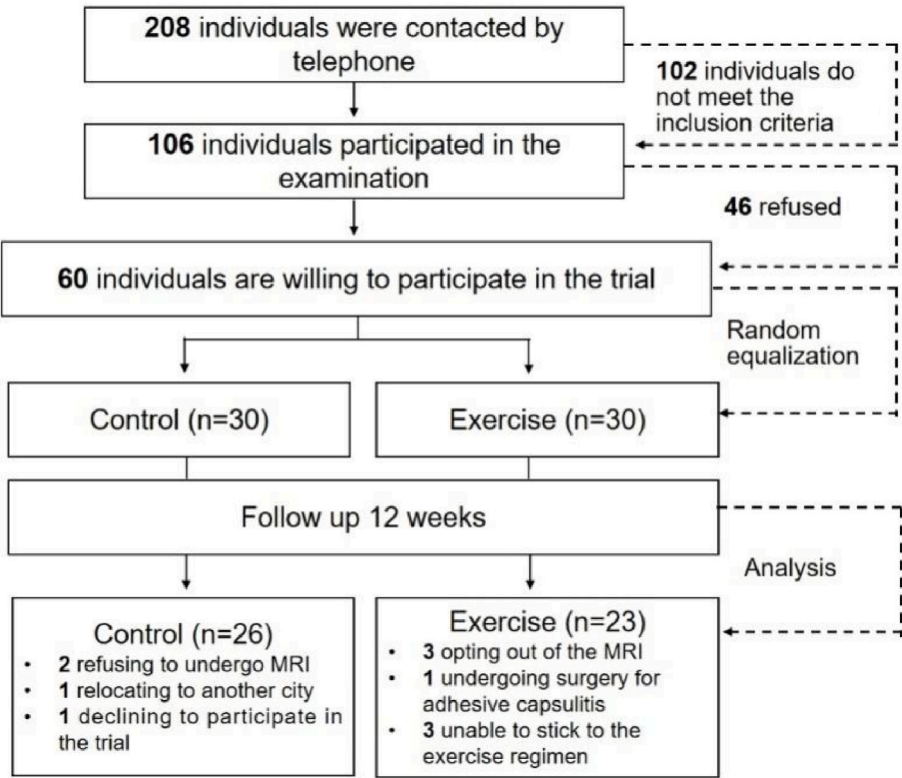 208 individuals were contacted by
telephone
102 individuals do
not meet the
inclusion criteria
106 individuals participated in the
examination
46 refused
60 individuals are willing to participate in the trial
Random
equalization
Control (n=30)
Exercise (n=30)
Follow up 12 weeks
Analysis
Control (n=26)
• 2 refusing to undergo MRI
• 1 relocating to another city
• 1 declining to participate in
the trial
Exercise (n=23)
• 3 opting out of the MRI
• 1 undergoing surgery for
adhesive capsulitis
• 3 unable to stick to the
exercise regimen